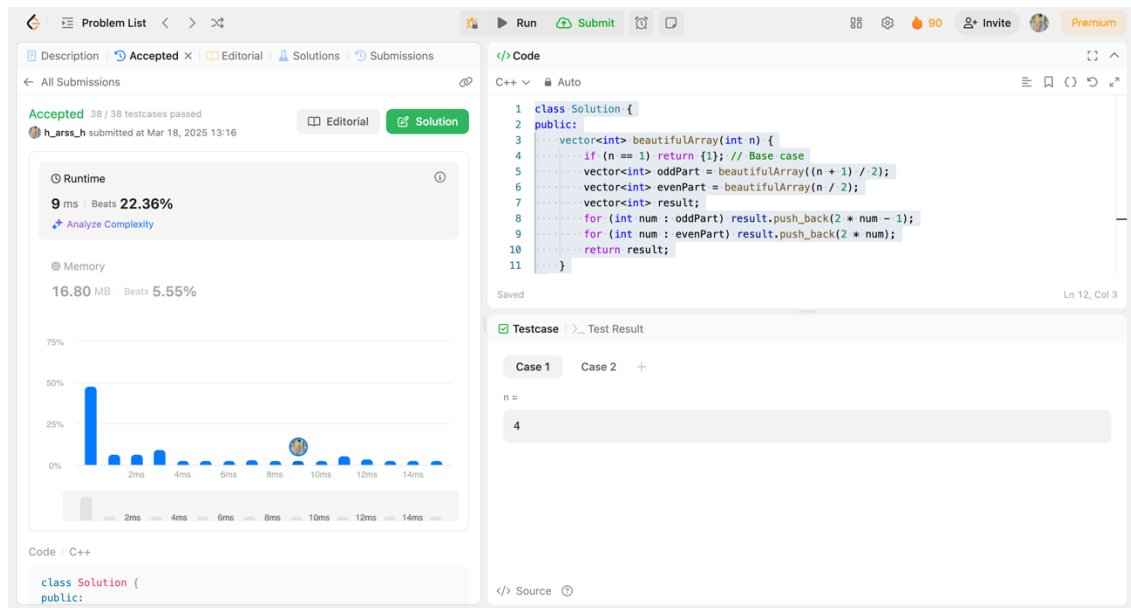 Problem List
Run
Submit
90
Invite
Premium
Description
Accepted
Editorial
Solutions
Submissions
All Submissions
Accepted 38 / 38 testcases passed
h_arss_h submitted at Mar 18, 2025 13:16
Editorial
Solution
Runtime
9 ms Beats 22.36%
Analyze Complexity
Memory
16.80 MB Beats 5.55%
75%
50%
25%
0%
2ms 4ms 6ms 8ms 10ms 12ms 14ms
2ms 4ms 6ms 8ms 10ms 12ms 14ms
Code C++
class Solution {
public:
</> Code
C++ Auto
1 class Solution {
2 public:
3 vector<int> beautifulArray(int n) {
4 if (n == 1) return {1}; // Base case
5 vector<int> oddPart = beautifulArray((n + 1) / 2);
6 vector<int> evenPart = beautifulArray(n / 2);
7 vector<int> result;
8 for (int num : oddPart) result.push_back(2 * num - 1);
9 for (int num : evenPart) result.push_back(2 * num);
10 return result;
11 }
Saved
Ln 12, Col 3
Testcase
>_ Test Result
Case 1
Case 2
+
n =
4
</> Source